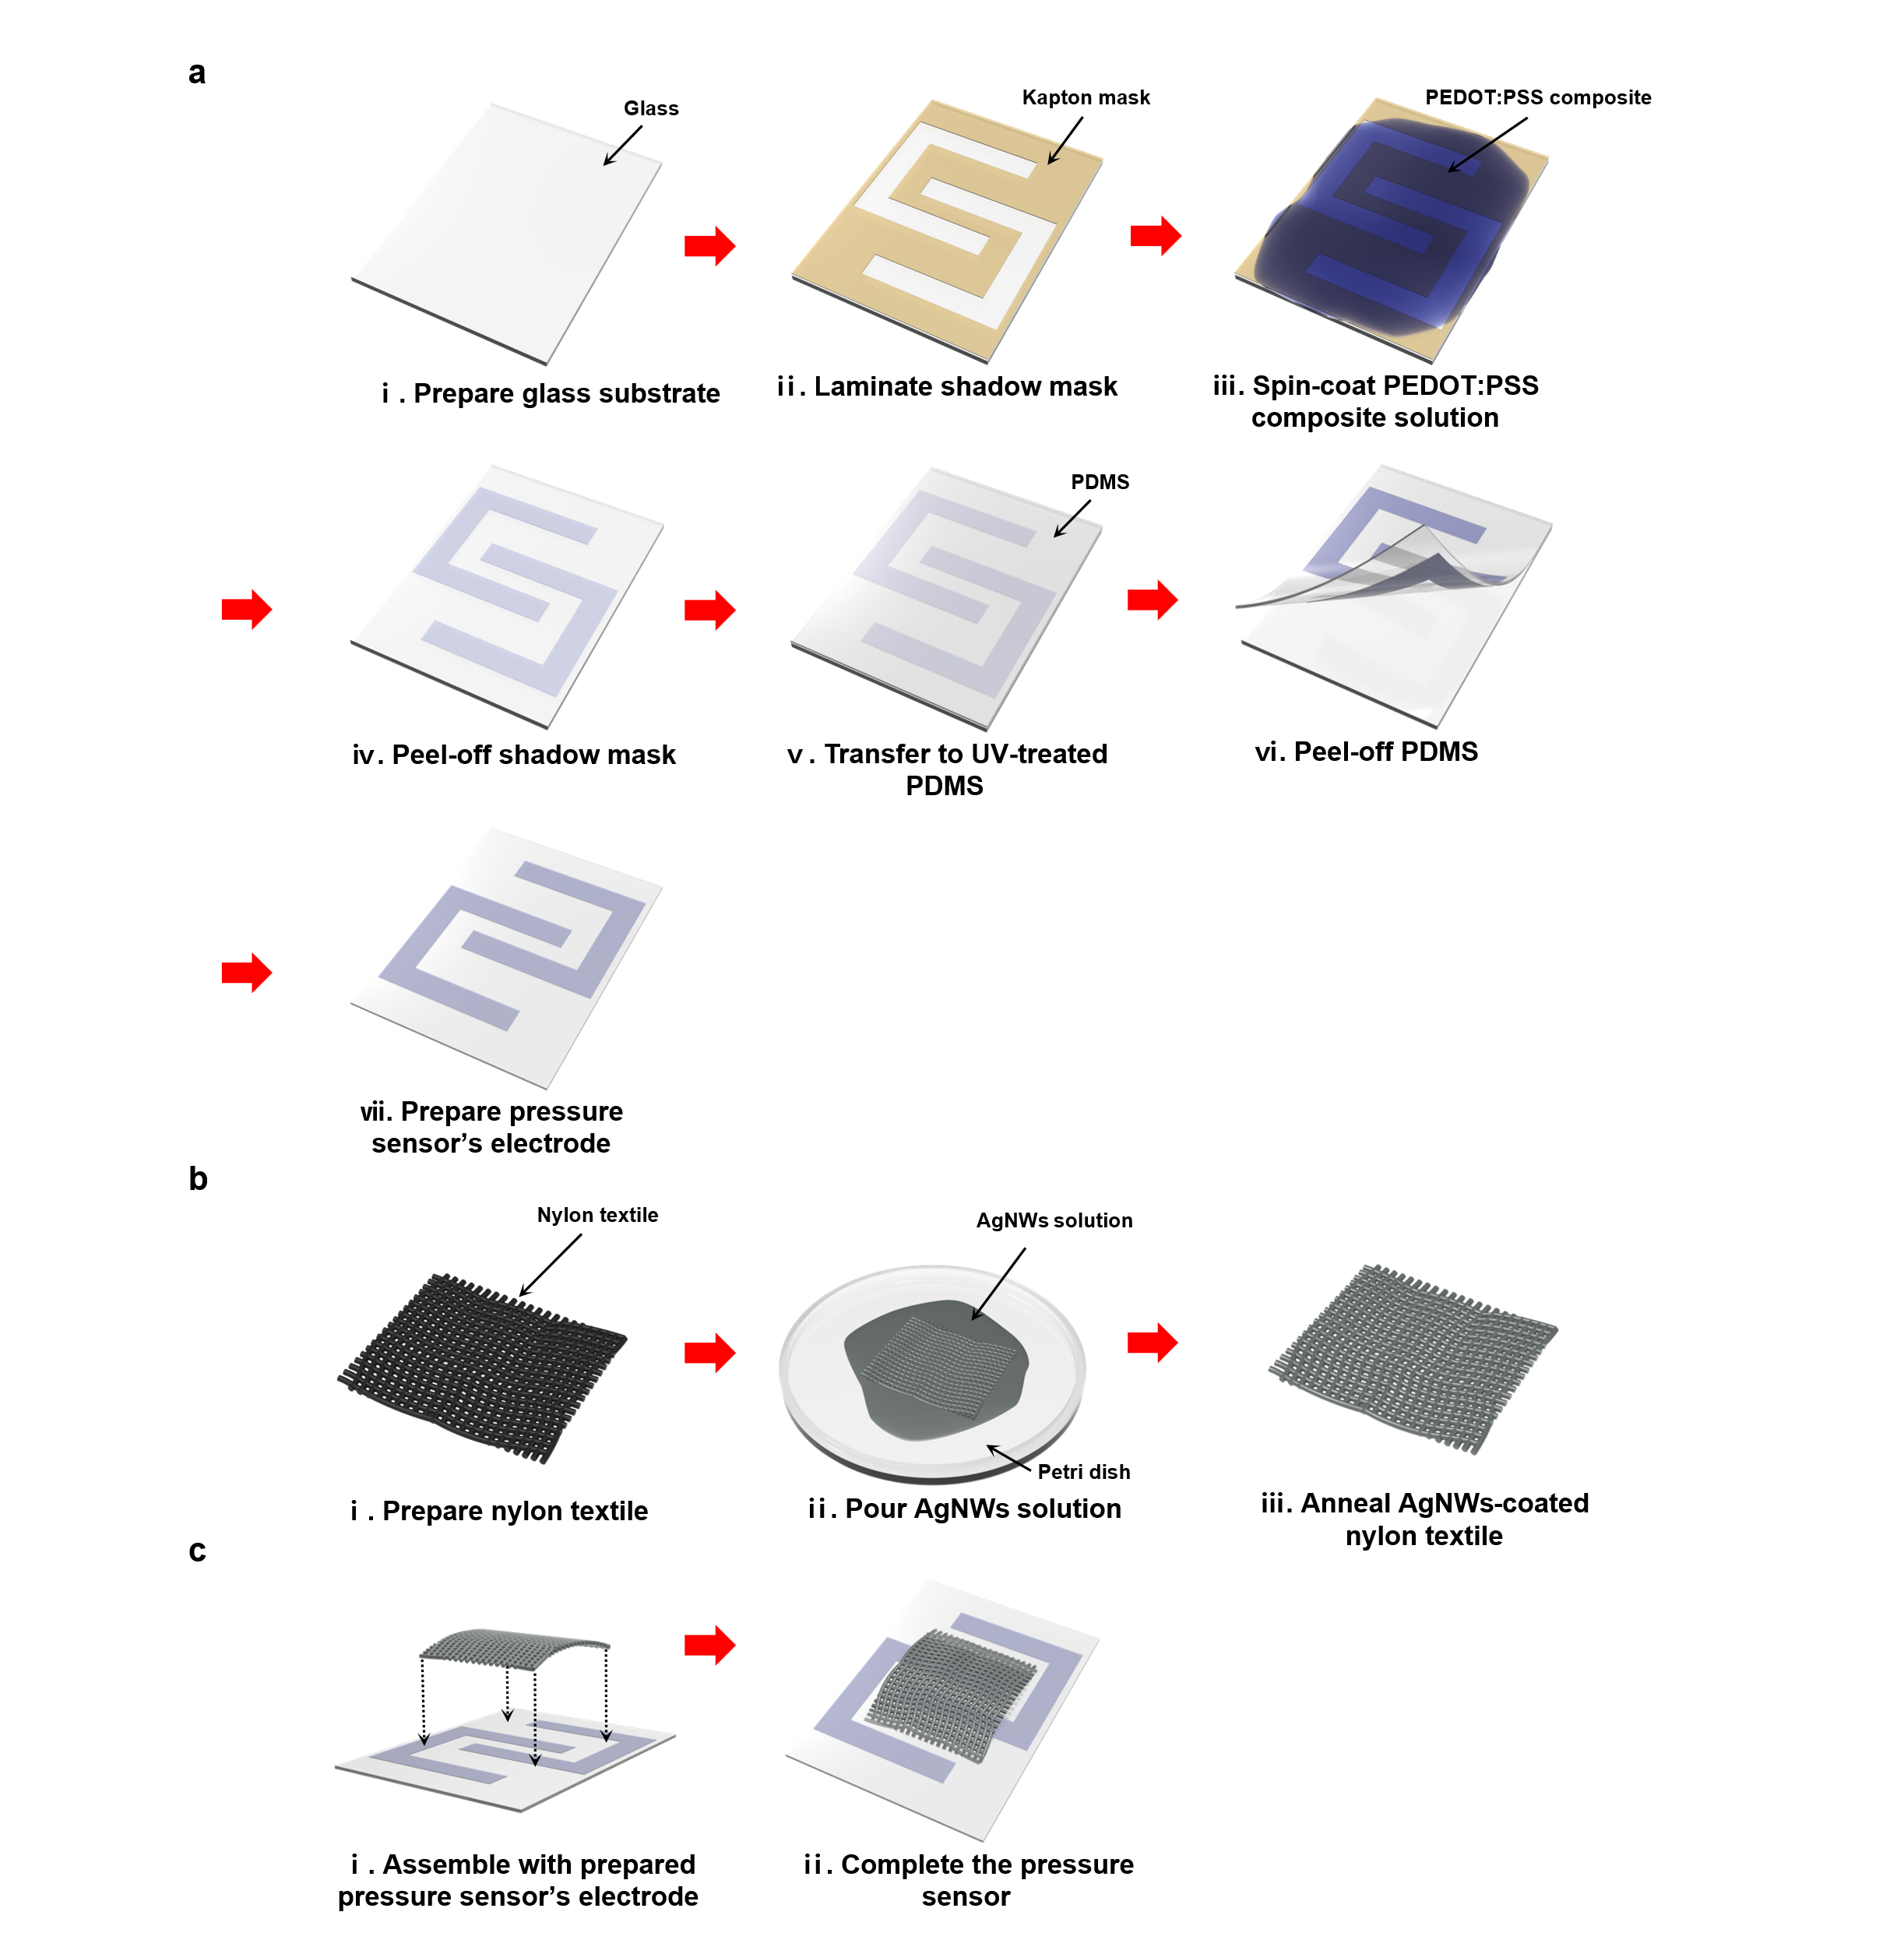 a
Glass
Kapton mask
PEDOT:PSS composite
ⅰ. Prepare glass substrate
ⅱ. Laminate shadow mask
ⅲ. Spin-coat PEDOT:PSS
composite solution
PDMS
ⅳ. Peel-off shadow mask
ⅴ. Transfer to UV-treated
PDMS
ⅵ. Peel-off PDMS
ⅶ. Prepare pressure
sensor’s electrode
b
Nylon textile
AgNWs solution
Petri dish
ⅰ. Prepare nylon textile
ⅱ. Pour AgNWs solution
ⅲ. Anneal AgNWs-coated
nylon textile
c
ⅰ. Assemble with prepared
pressure sensor’s electrode
ⅱ. Complete the pressure
sensor